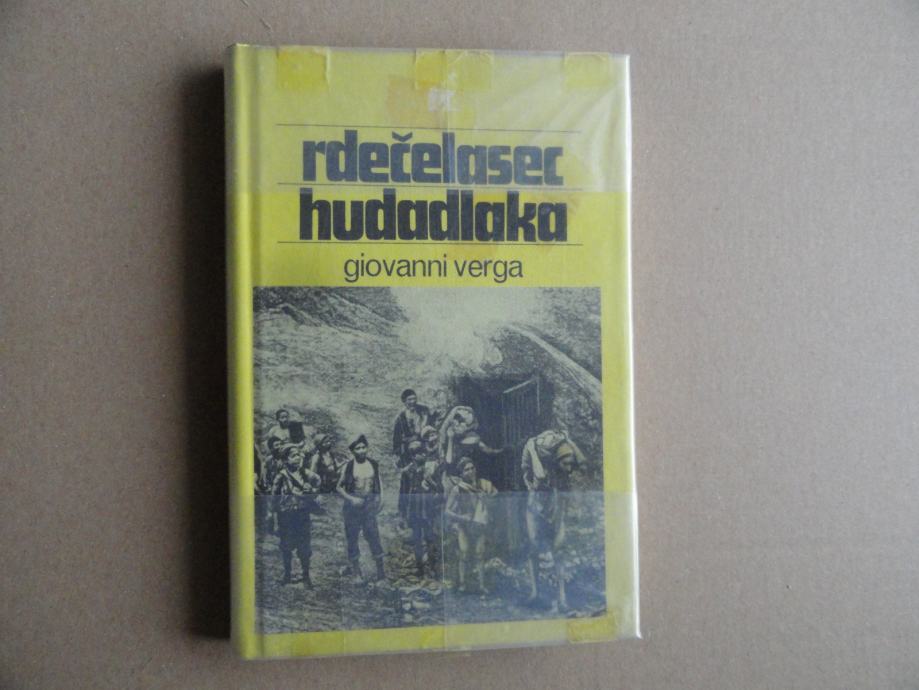 rdečelasec
hudadlaka
giovanni verga